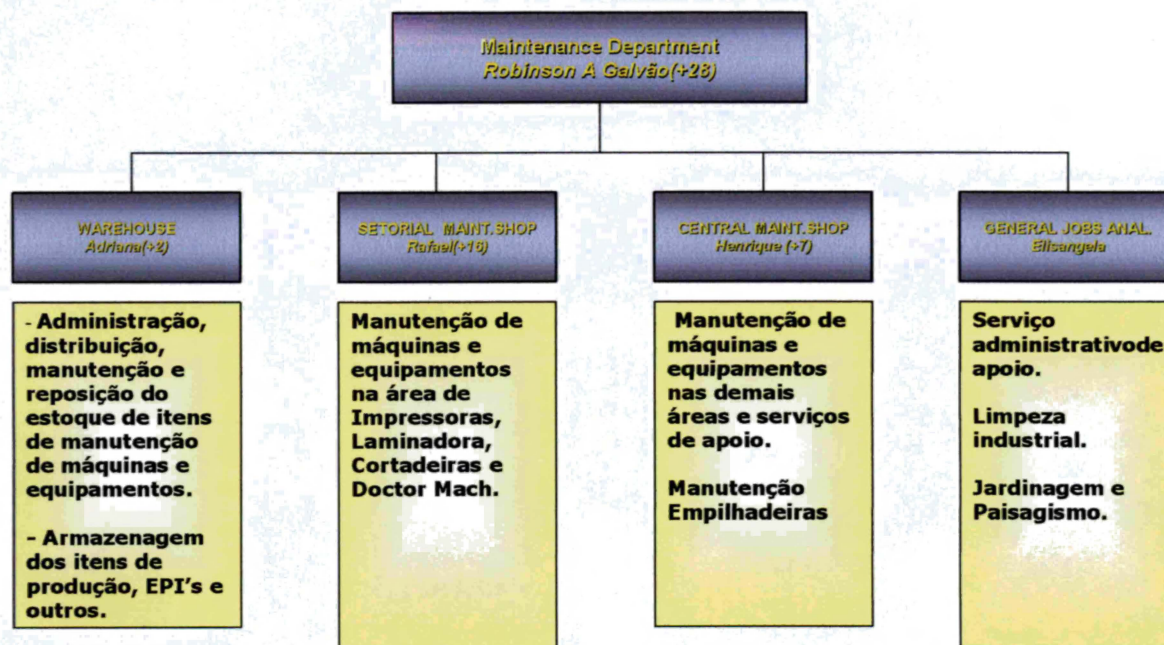 Maintenance Department
Robinson A Galvão(+28)
WAREHOUSE
Adriana(+2)
SETORIAL MAINT.SHOP
Rafael(+16)
CENTRAL MAINT.SHOP
Henrique (+7)
GENERAL JOBS ANAL.
Elisangela
- Administração,
distribuição,
manutenção e
reposição do
estoque de itens
de manutenção
de máquinas e
equipamentos.
- Armazenagem
dos itens de
produção, EPI’s e
outros.
Manutenção de
máquinas e
equipamentos
na área de
Impressoras,
Laminadora,
Cortadeiras e
Doctor Mach.
Manutenção de
máquinas e
equipamentos
nas demais
áreas e serviços
de apoio.
Manutenção
Empilhadeiras
Serviço
administrativode
apoio.
Limpeza
industrial.
Jardinagem e
Paisagismo.